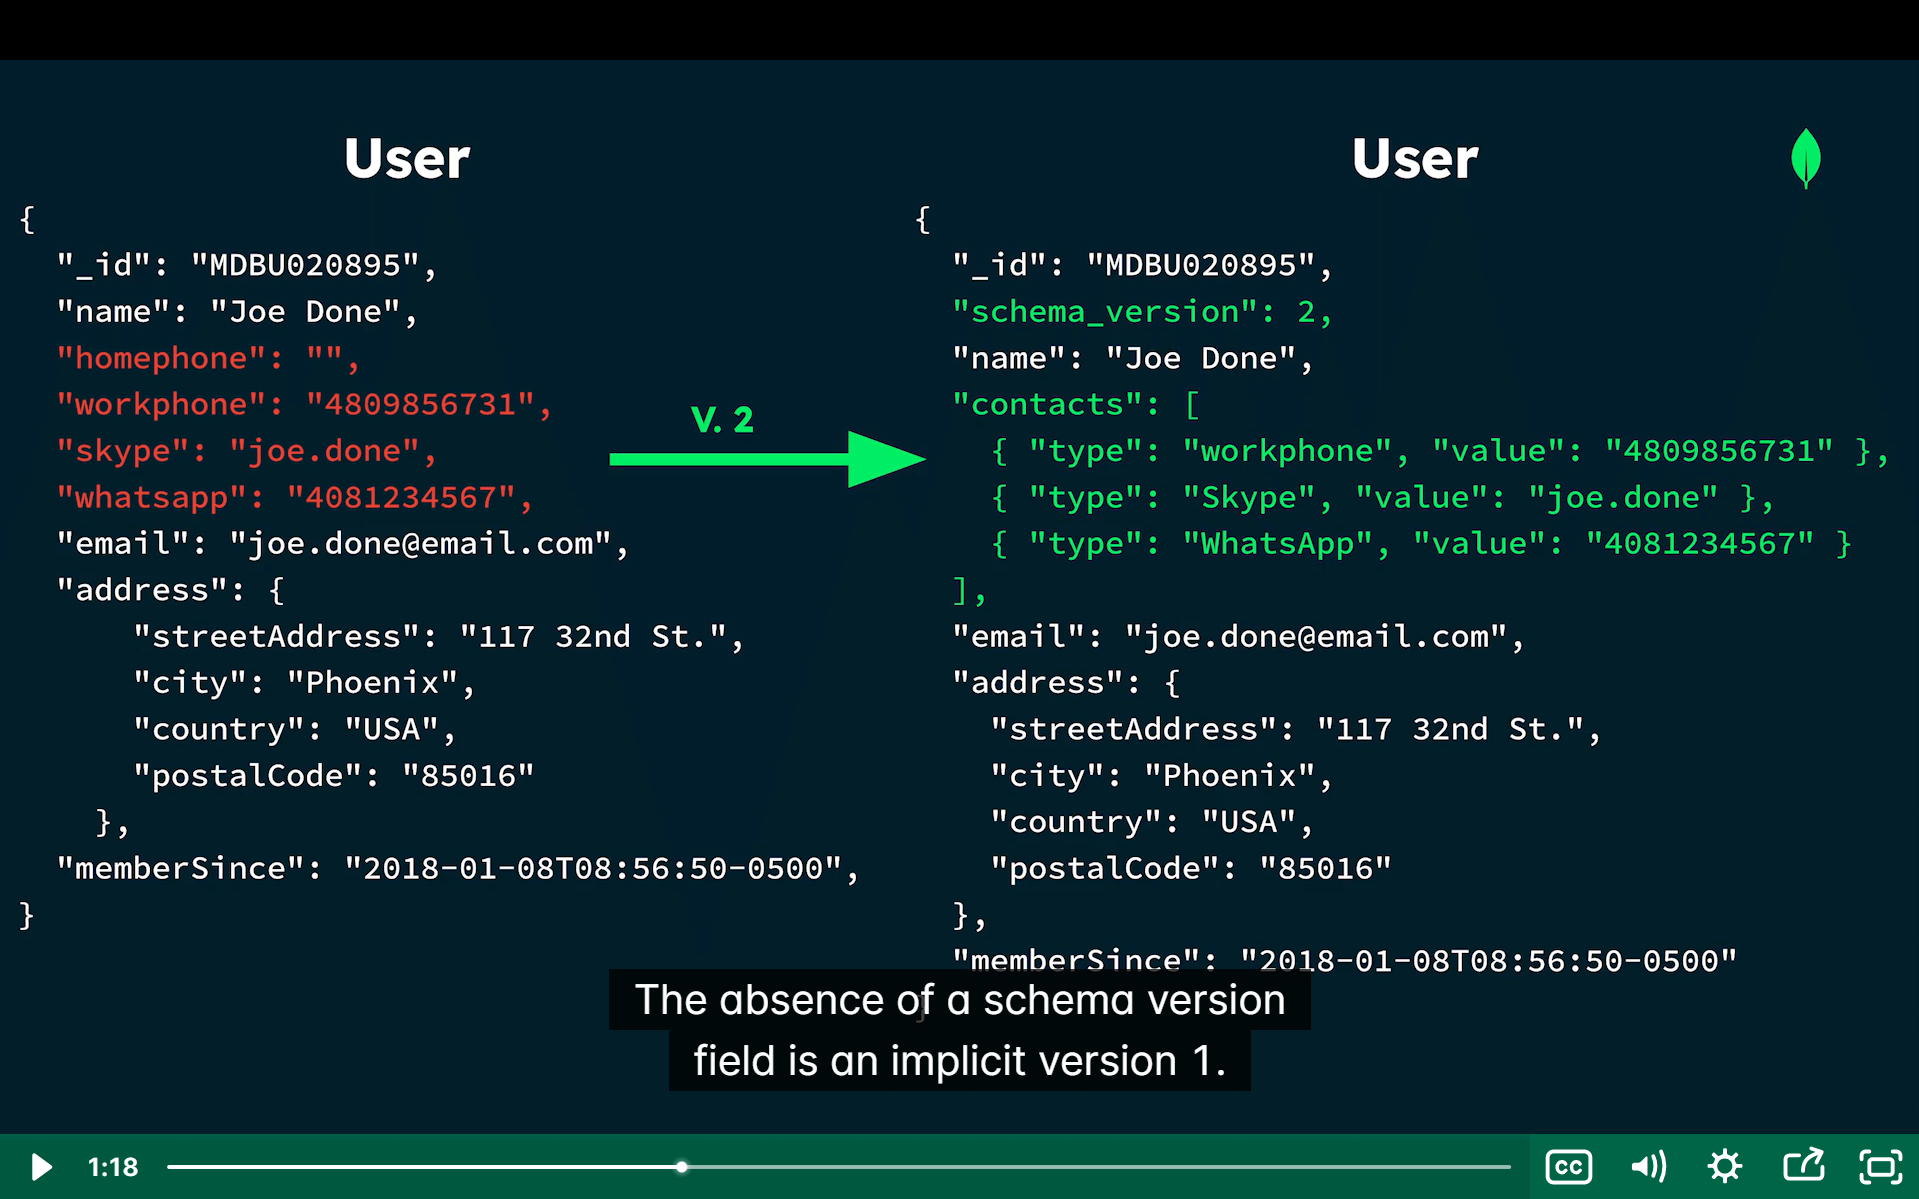 User
{
  "_id": "MDBU020895",
  "name": "Joe Done",
  "homephone": "",
  "workphone": "4809856731",
  "skype": "joe.done",
  "whatsapp": "4081234567",
  "email": "joe.done@email.com",
  "address": {
      "streetAddress": "117 32nd St.",
      "city": "Phoenix",
      "country": "USA",
      "postalCode": "85016"
    },
  "memberSince": "2018-01-08T08:56:50-0500",
}
V. 2
User
{
  "_id": "MDBU020895",
  "schema_version": 2,
  "name": "Joe Done",
  "contacts": [
    { "type": "workphone", "value": "4809856731" },
    { "type": "Skype", "value": "joe.done" },
    { "type": "WhatsApp", "value": "4081234567" }
  ],
  "email": "joe.done@email.com",
  "address": {
    "streetAddress": "117 32nd St.",
    "city": "Phoenix",
    "country": "USA",
    "postalCode": "85016"
  },
  "memberSince": "2018-01-08T08:56:50-0500"
}
The absence of a schema version
field is an implicit version 1.
1:18
CC